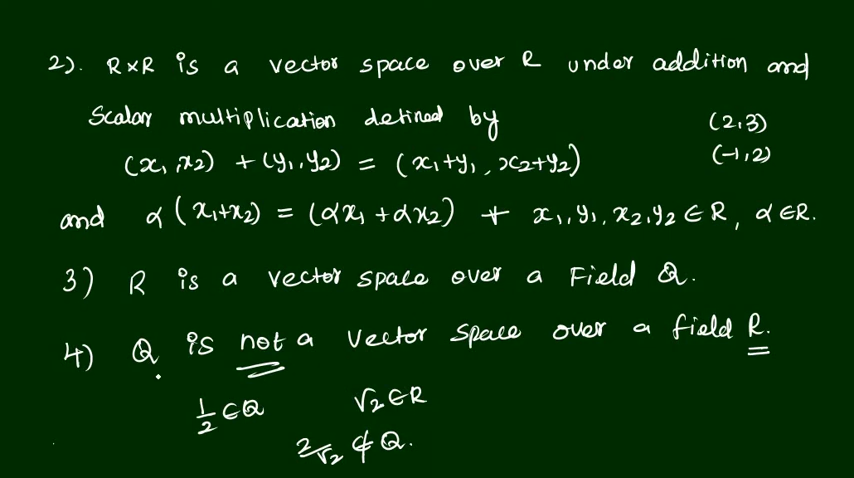 2). R×R is a vector space over R under addition and
Scalar multiplication defined by
(2,3)
(-1,2)
(x1, x2) + (y1, y2) = (x1+y1, x2+y2)
and α(x1+x2) = (αx1 + αx2) + x1, y1, x2, y2 ∈ R, α ∈ R.
3) R is a vector space over a Field Q.
4) Q is not a vector space over a field R.
1/2 ∈ Q √2 ∈ R
2/√2 ∉ Q.